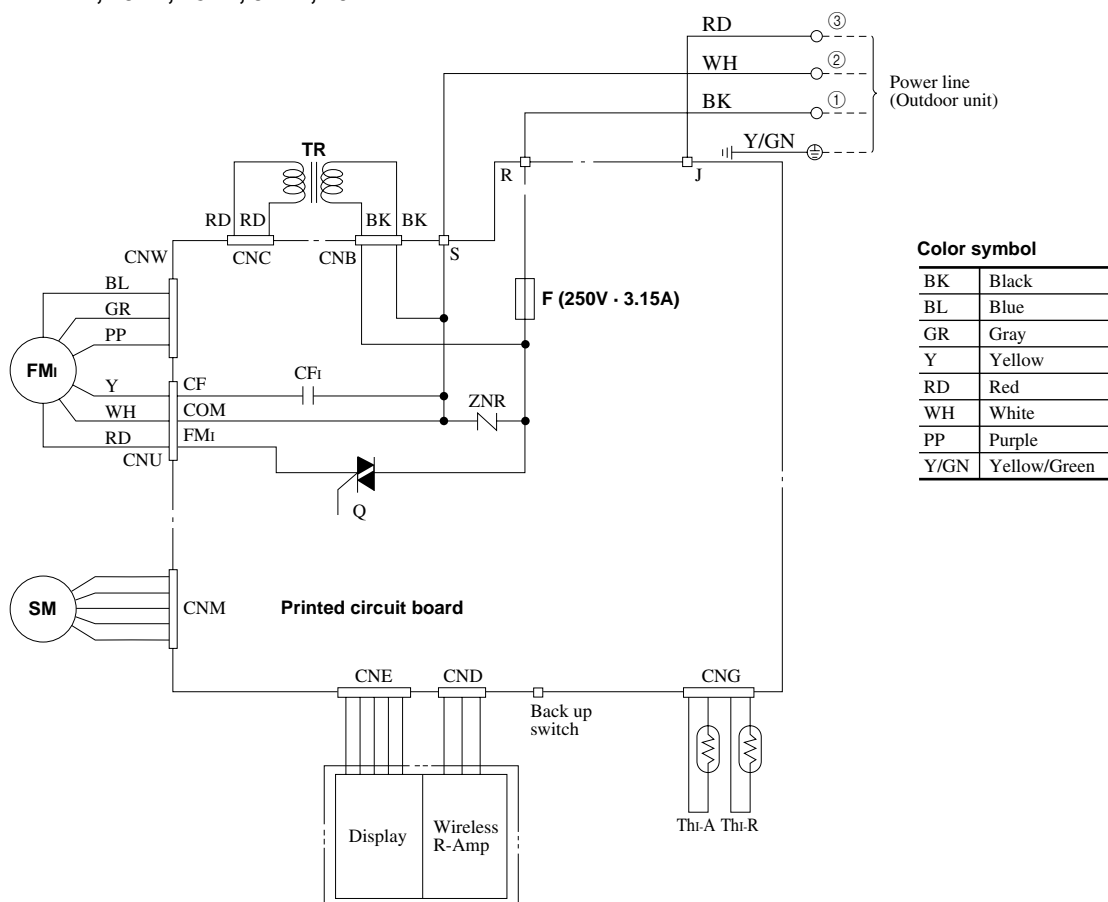 RD ③
WH ②
BK ①
Power line
(Outdoor unit)
Y/GN
TR
R
J
RD RD
BK BK
CNW
CNC
CNB
S
BL
GR
PP
FMI
F (250V · 3.15A)
Y
CF
CFI
WH
COM
ZNR
RD
FMI
CNU
Q
SM
CNM
Printed circuit board
CNE
CND
CNG
Back up
switch
Display
Wireless
R-Amp
ThI-A ThI-R
Color symbol
BK Black
BL Blue
GR Gray
Y Yellow
RD Red
WH White
PP Purple
Y/GN Yellow/Green